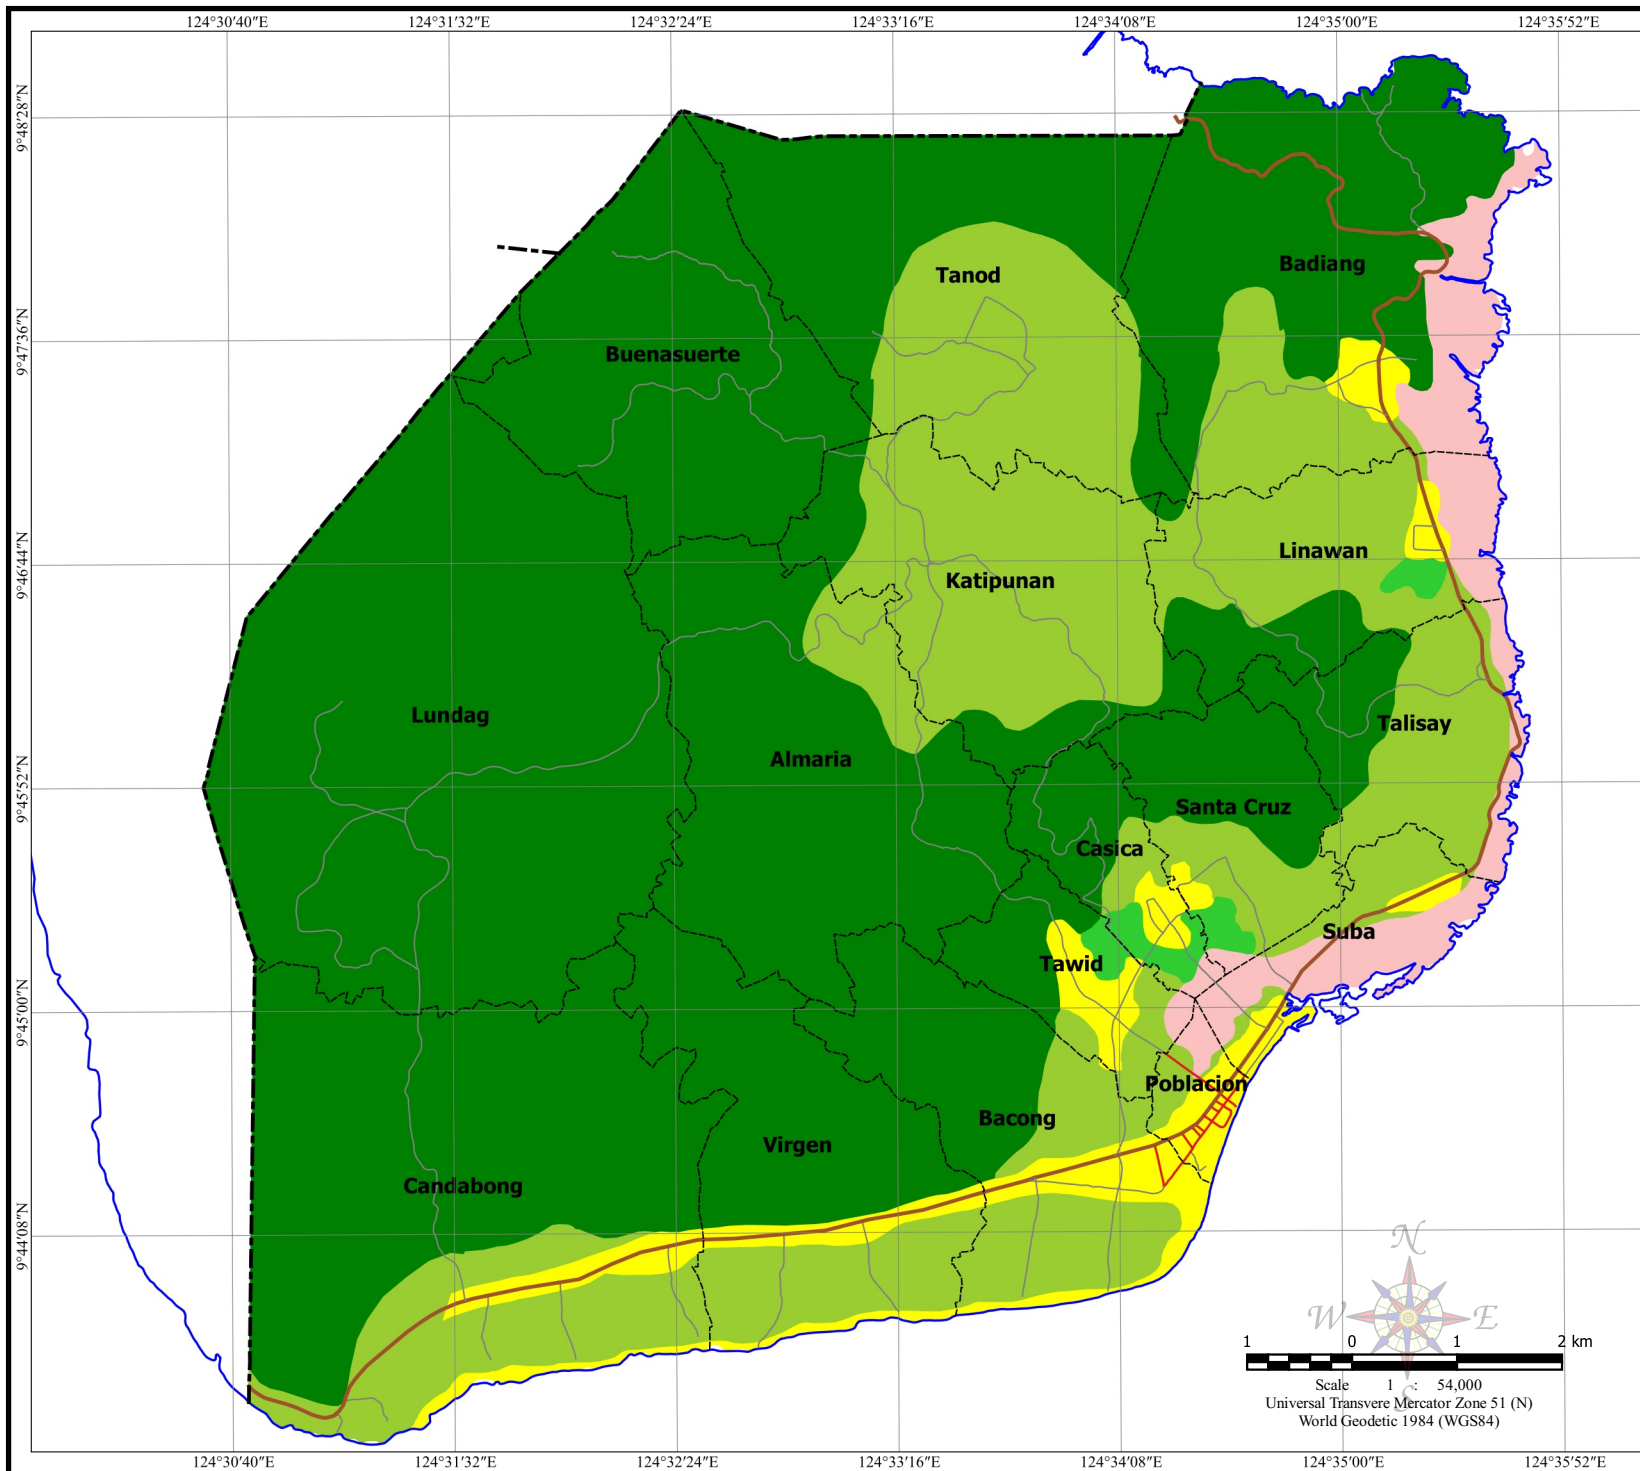 124°30'40"E 124°31'32"E 124°32'24"E 124°33'16"E 124°34'08"E 124°35'00"E 124°35'52"E
9°48'28"N
9°47'36"N
9°46'44"N
9°45'52"N
9°45'00"N
9°44'08"N
Tanod
Badiang
Buenasuerte
Linawan
Katipunan
Lundag
Talisay
Almaria
Santa Cruz
Casica
Suba
Tawid
Poblacion
Bacong
Virgen
Candabong
N
W E
S
1 0 1 2 km
Scale 1 : 54,000
Universal Transvere Mercator Zone 51 (N)
World Geodetic 1984 (WGS84)
124°30'40"E 124°31'32"E 124°32'24"E 124°33'16"E 124°34'08"E 124°35'00"E 124°35'52"E